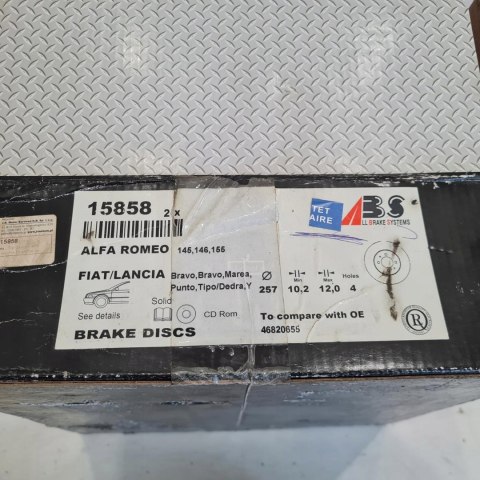 15858 2 X
TET
AIRE
ABS
ALL BRAKE SYSTEMS
ALFA ROMEO 145,146,155
FIAT/LANCIA Bravo,Bravo,Marea,
Punto,Tipo/Dedra,Y
257
Min. Max. Holes
10,2 12,0 4
Solid
See details CD Rom
To compare with OE
BRAKE DISCS 46820655
R
15858